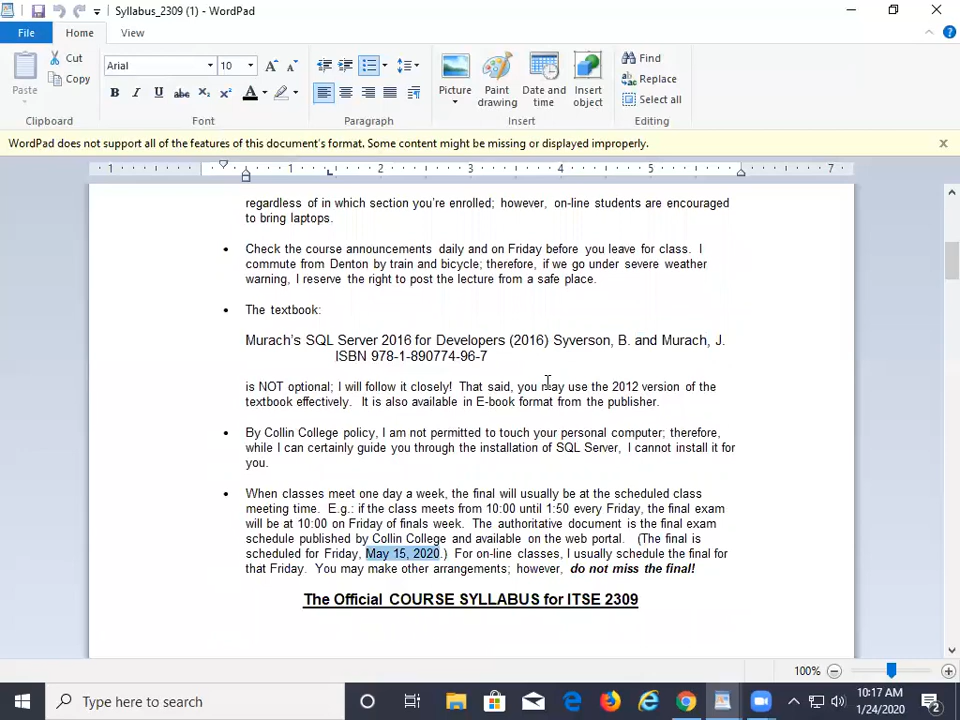 Syllabus_2309 (1) - WordPad
File Home View
Paste Cut Copy
Arial 10
B I U abc X₂ X² A
Picture Paint drawing Date and time Insert object
Find
Replace
Select all
Clipboard Font Paragraph Insert Editing
WordPad does not support all of the features of this document's format. Some content might be missing or displayed improperly.
1 1 2 3 4 5 7
regardless of in which section you're enrolled; however, on-line students are encouraged
to bring laptops.
• Check the course announcements daily and on Friday before you leave for class. I
commute from Denton by train and bicycle; therefore, if we go under severe weather
warning, I reserve the right to post the lecture from a safe place.
• The textbook:
Murach's SQL Server 2016 for Developers (2016) Syverson, B. and Murach, J.
ISBN 978-1-890774-96-7
is NOT optional; I will follow it closely! That said, you may use the 2012 version of the
textbook effectively. It is also available in E-book format from the publisher.
• By Collin College policy, I am not permitted to touch your personal computer; therefore,
while I can certainly guide you through the installation of SQL Server, I cannot install it for
you.
• When classes meet one day a week, the final will usually be at the scheduled class
meeting time. E.g.: if the class meets from 10:00 until 1:50 every Friday, the final exam
will be at 10:00 on Friday of finals week. The authoritative document is the final exam
schedule published by Collin College and available on the web portal. (The final is
scheduled for Friday, May 15, 2020.) For on-line classes, I usually schedule the final for
that Friday. You may make other arrangements; however, do not miss the final!
The Official COURSE SYLLABUS for ITSE 2309
100%
Type here to search
10:17 AM
1/24/2020
2